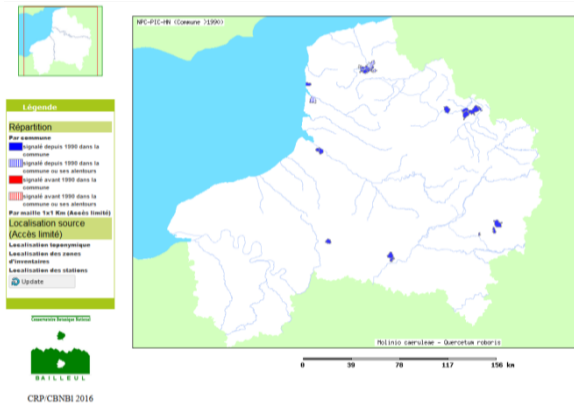 NPC-PIC-HN (Commune >1990)
Légende
Répartition
Par commune
signalé depuis 1990 dans la
commune
signalé depuis 1990 dans la
commune ou ses alentours
signalé avant 1990 dans la
commune
signalé avant 1990 dans la
commune ou ses alentours
Par maille 1x1 Km (Accès limité)
Localisation source
(Accès limité)
Localisation toponymique
Localisation des zones
d'inventaires
Localisation des stations
Update
Molinio caeruleae - Quercetum roboris
0 39 78 117 156 km
Conservatoire Botanique National
BAILLEUL
CRP/CBNBl 2016